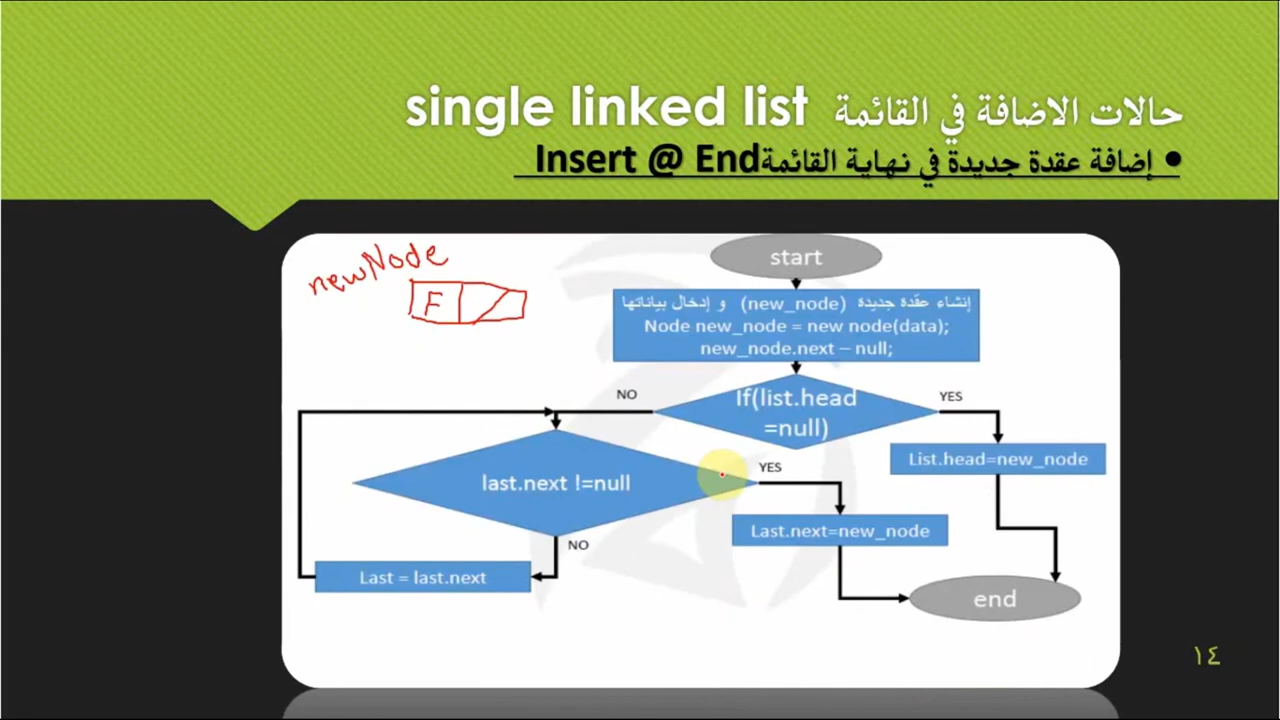 حالات الاضافة في القائمة single linked list
• إضافة عقدة جديدة في نهاية القائمة Insert @ End
newNode
F
start
إنشاء عقدة جديدة (new_node) و إدخال بياناتها
Node new_node = new node(data);
new_node.next – null;
If(list.head
=null)
NO
YES
List.head=new_node
last.next !=null
YES
Last.next=new_node
NO
Last = last.next
end
١٤